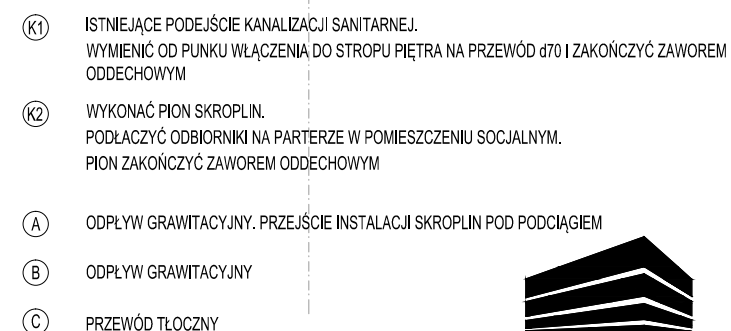 K1 ISTNIEJĄCE PODEJŚCIE KANALIZACJI SANITARNEJ.
WYMIENIĆ OD PUNKU WŁĄCZENIA DO STROPU PIĘTRA NA PRZEWÓD d70 I ZAKOŃCZYĆ ZAWOREM
ODDECHOWYM
K2 WYKONAĆ PION SKROPLIN.
PODŁACZYĆ ODBIORNIKI NA PARTERZE W POMIESZCZENIU SOCJALNYM.
PION ZAKOŃCZYĆ ZAWOREM ODDECHOWYM
A ODPŁYW GRAWITACYJNY. PRZEJŚCIE INSTALACJI SKROPLIN POD PODCIĄGIEM
B ODPŁYW GRAWITACYJNY
C PRZEWÓD TŁOCZNY